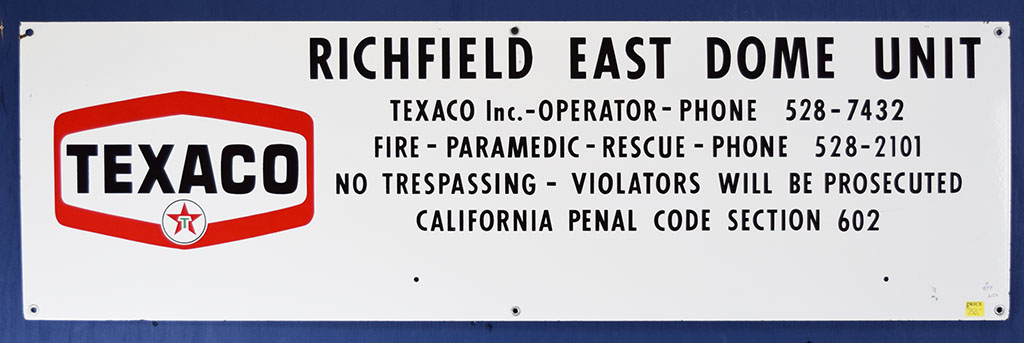 RICHFIELD EAST DOME UNIT
TEXACO Inc.-OPERATOR-PHONE 528-7432
FIRE-PARAMEDIC-RESCUE-PHONE 528-2101
NO TRESPASSING - VIOLATORS WILL BE PROSECUTED
CALIFORNIA PENAL CODE SECTION 602
TEXACO
T